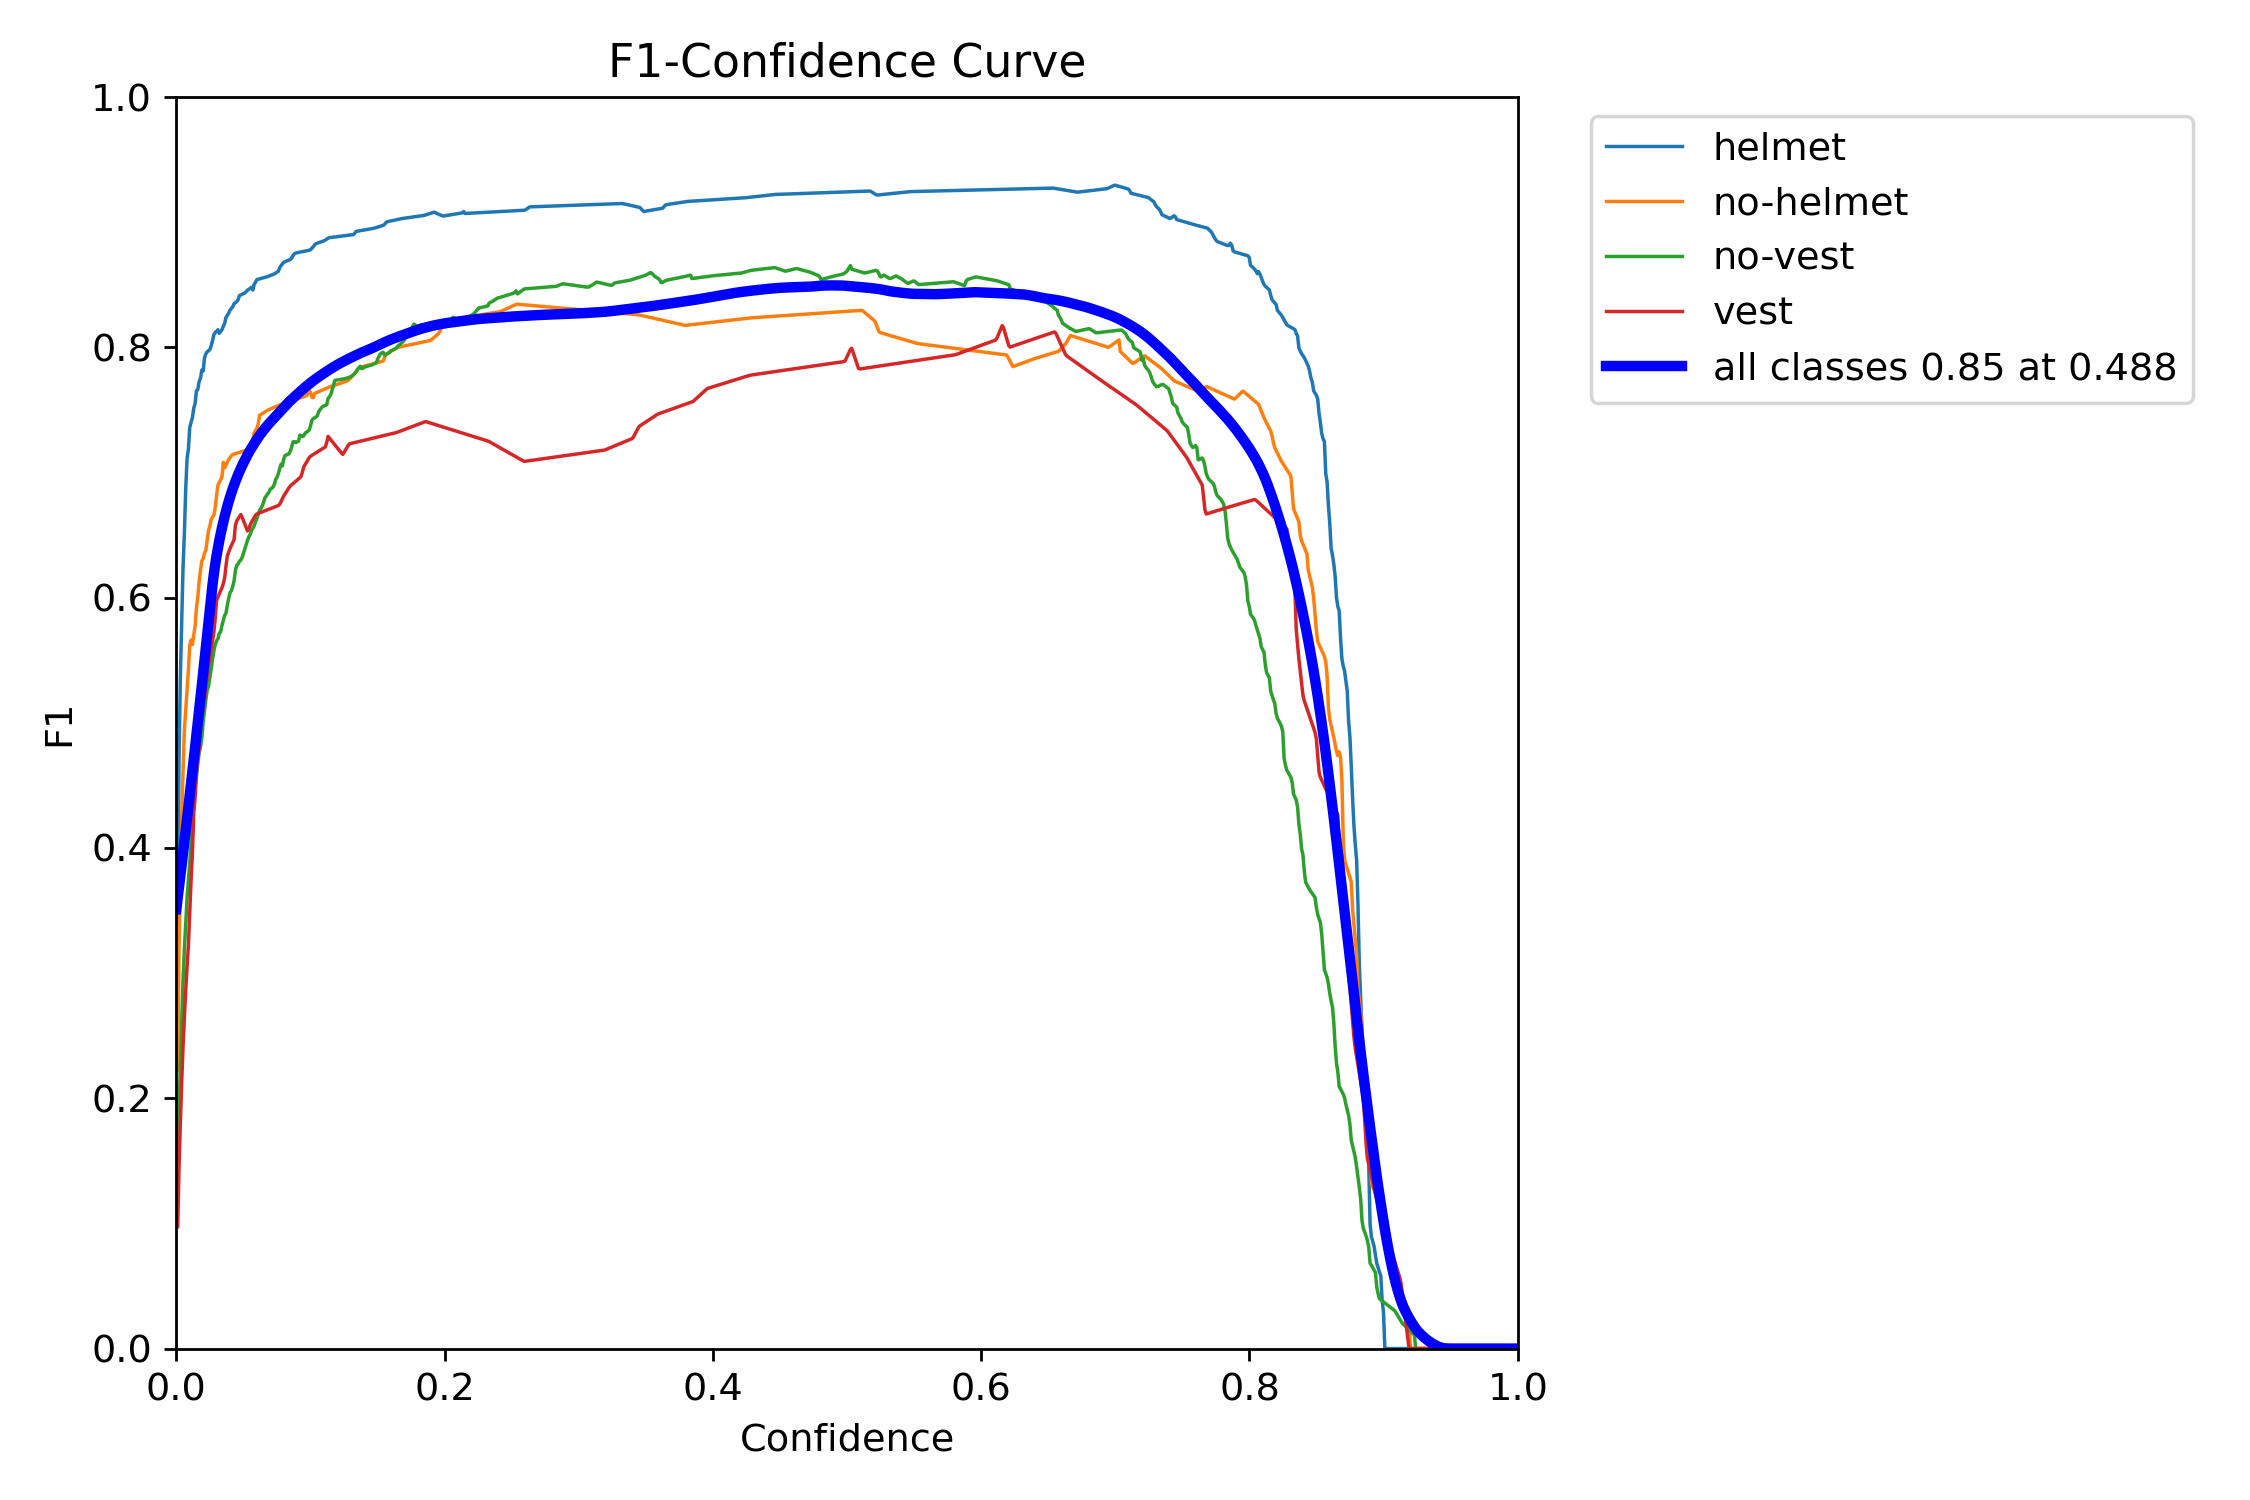 F1-Confidence Curve
1.0
0.8
0.6
0.4
0.2
0.0
F1
0.0 0.2 0.4 0.6 0.8 1.0
Confidence
helmet
no-helmet
no-vest
vest
all classes 0.85 at 0.488